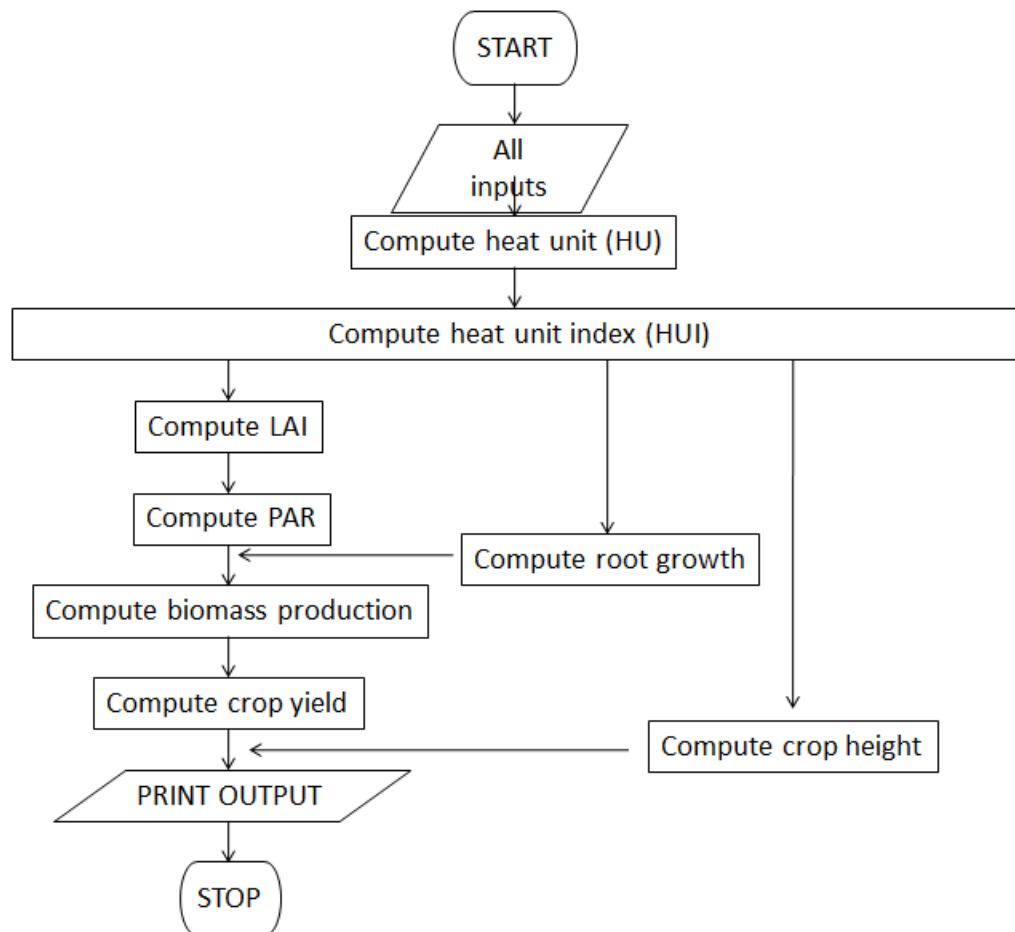 START
All
inputs
Compute heat unit (HU)
Compute heat unit index (HUI)
Compute LAI
Compute PAR
Compute root growth
Compute biomass production
Compute crop yield
Compute crop height
PRINT OUTPUT
STOP